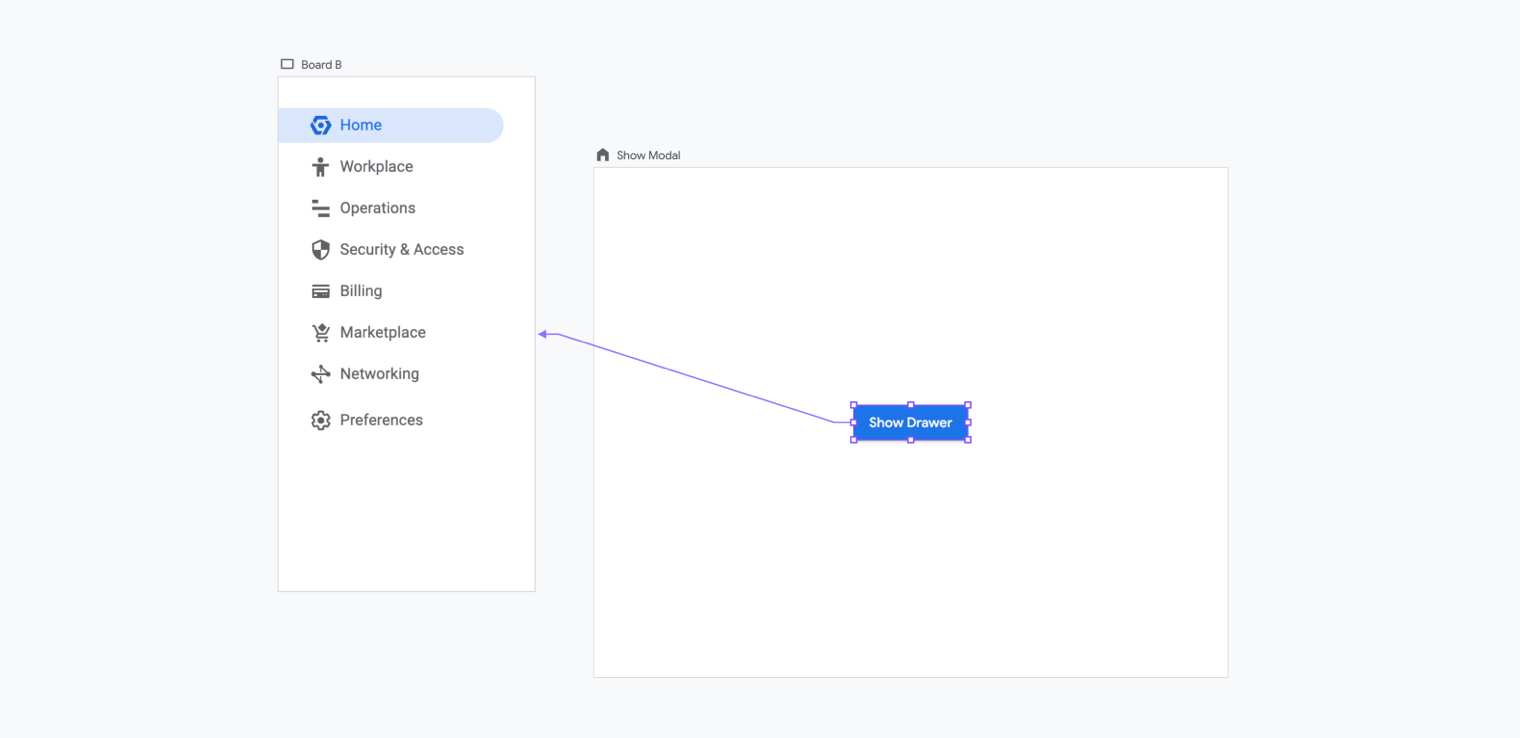 Board B
Home
Workplace
Operations
Security & Access
Billing
Marketplace
Networking
Preferences
Show Modal
Show Drawer